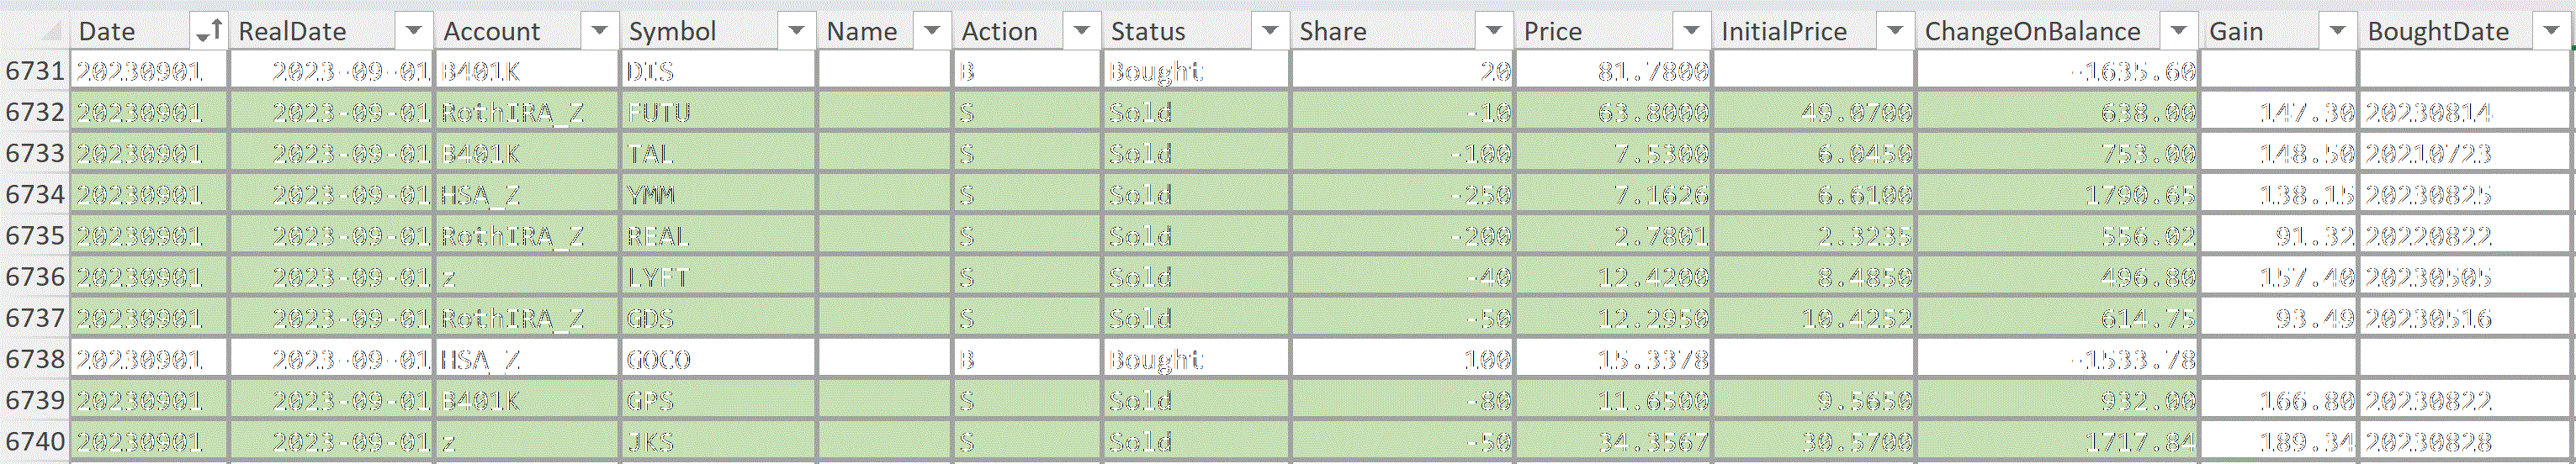 Date RealDate Account Symbol Name Action Status Share Price InitialPrice ChangeOnBalance Gain BoughtDate
6731 20230901 2023-09-01 B401K DIS B Bought 20 81.7800 -1635.60
6732 20230901 2023-09-01 RothIRA_Z FUTU S Sold -10 63.8000 49.0700 638.00 147.30 20230814
6733 20230901 2023-09-01 B401K TAL S Sold -100 7.5300 6.0450 753.00 148.50 20210723
6734 20230901 2023-09-01 HSA_Z YMM S Sold -250 7.1626 6.6100 1790.65 138.15 20230825
6735 20230901 2023-09-01 RothIRA_Z REAL S Sold -200 2.7801 2.3235 556.02 91.32 20220822
6736 20230901 2023-09-01 z LYFT S Sold -40 12.4200 8.4850 496.80 157.40 20230505
6737 20230901 2023-09-01 RothIRA_Z GDS S Sold -50 12.2950 10.4252 614.75 93.49 20230516
6738 20230901 2023-09-01 HSA_Z GOCO B Bought 100 15.3378 -1533.78
6739 20230901 2023-09-01 B401K GPS S Sold -80 11.6500 9.5650 932.00 166.80 20230822
6740 20230901 2023-09-01 z JKS S Sold -50 34.3567 30.5700 1717.84 189.34 20230828